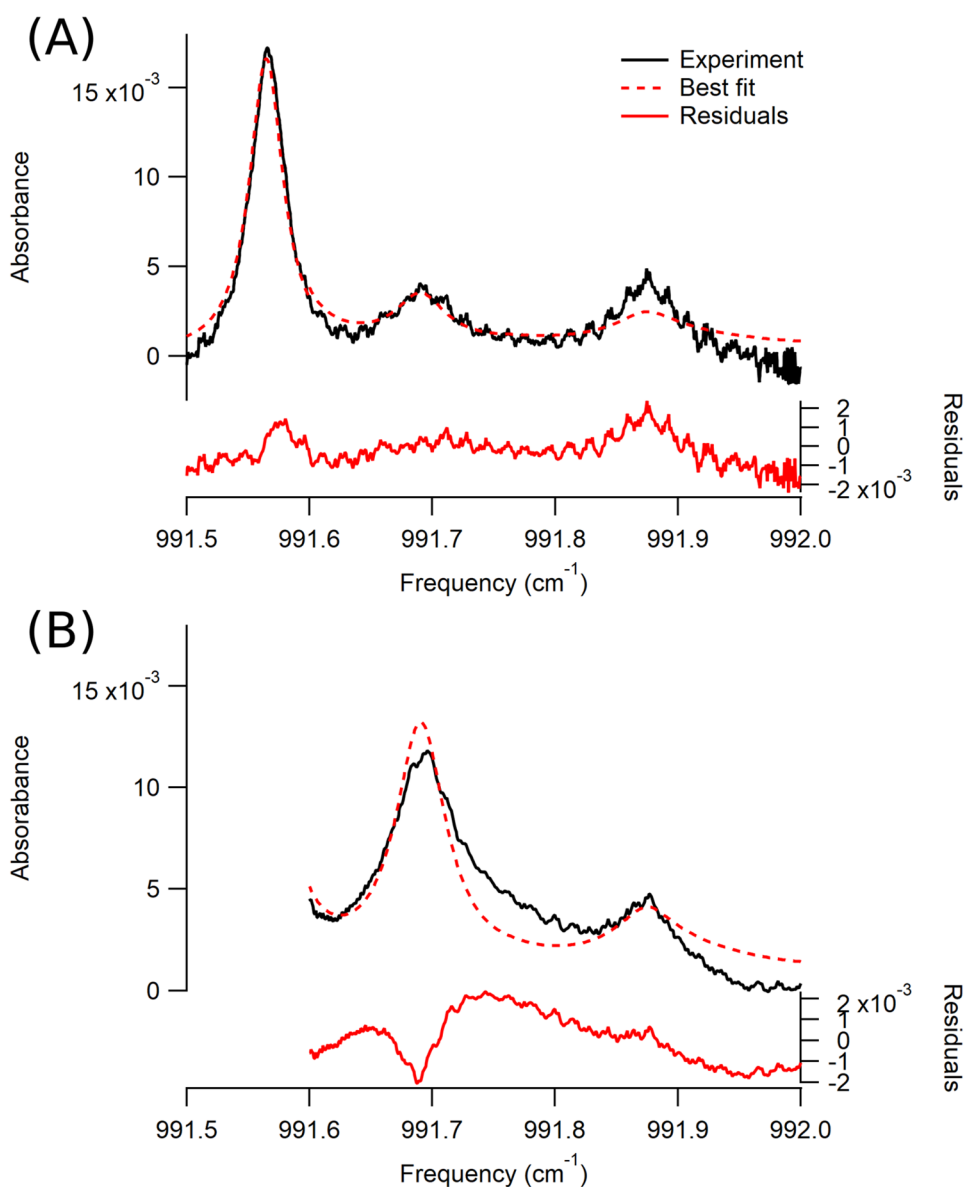 (A)
Experiment
Best fit
Residuals
15 x10-3
10
5
0
Absorbance
2
1
0
-1
-2 x10-3
Residuals
991.5 991.6 991.7 991.8 991.9 992.0
Frequency (cm-1)
(B)
15 x10-3
10
5
0
Absorabance
2 x10-3
1
0
-1
-2
Residuals
991.5 991.6 991.7 991.8 991.9 992.0
Frequency (cm-1)